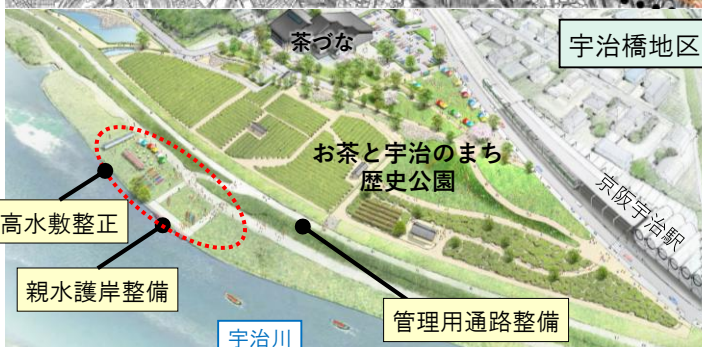 茶づな
宇治橋地区
お茶と宇治のまち
歴史公園
京阪宇治駅
高水敷整正
親水護岸整備
管理用通路整備
宇治川